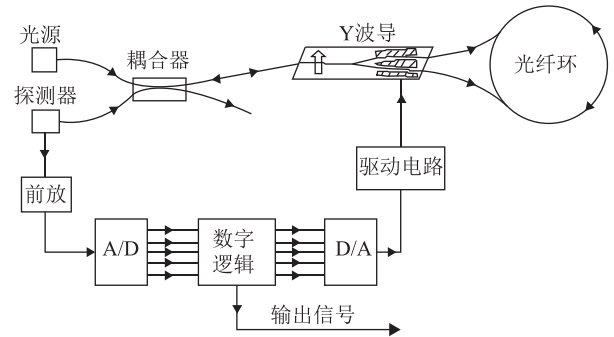 光源
Y波导
耦合器
光纤环
探测器
驱动电路
前放
A/D
数字
逻辑
D/A
输出信号